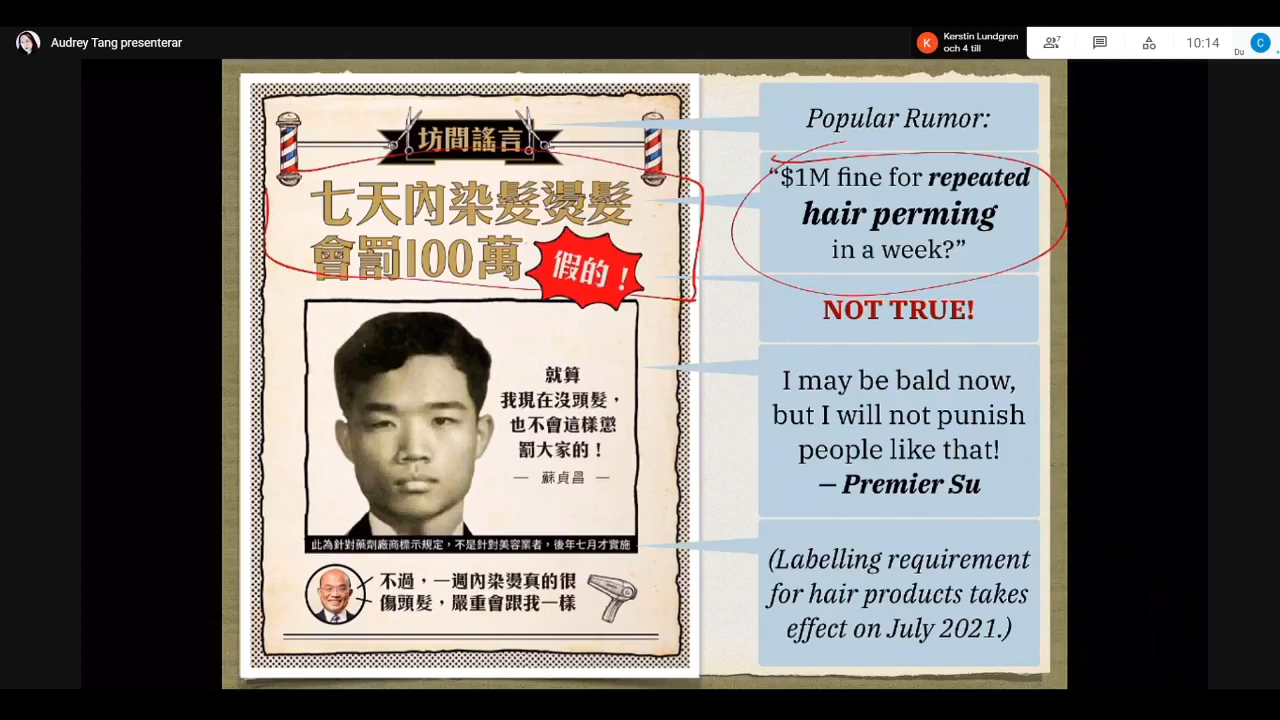 Audrey Tang presenterar
Kerstin Lundgren
och 4 till
7
10:14
Du
C
K
坊間謠言
七天內染髮燙髮
會罰100萬
假的！
就算
我現在沒頭髮，
也不會這樣懲
罰大家的！
— 蘇貞昌 —
此為針對藥劑廠商標示規定，不是針對美容業者，後年七月才實施
不過，一週內染燙真的很
傷頭髮，嚴重會跟我一樣
Popular Rumor:
“$1M fine for repeated
hair perming
in a week?”
NOT TRUE!
I may be bald now,
but I will not punish
people like that!
— Premier Su
(Labelling requirement
for hair products takes
effect on July 2021.)